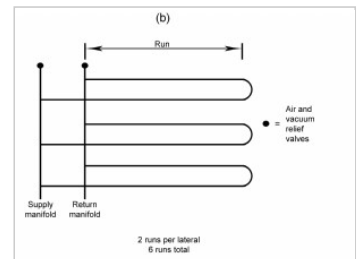 (b)
Run
● = Air and
vacuum
relief
valves
Supply
manifold
Return
manifold
2 runs per lateral
6 runs total